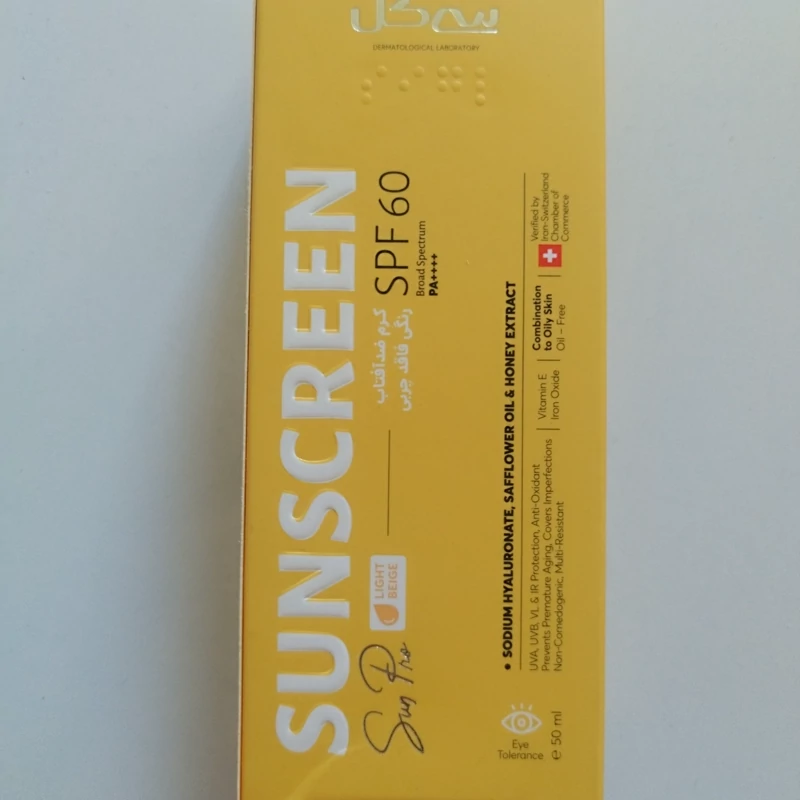 سی‌گل
DERMATOLOGICAL LABORATORY
SUNSCREEN
Sun Pro
LIGHT
BEIGE
کرم ضدآفتاب
رنگی فاقد چربی
SPF 60
Broad Spectrum
PA++++
• SODIUM HYALURONATE, SAFFLOWER OIL & HONEY EXTRACT
UVA, UVB, VL & IR Protection, Anti-Oxidant
Prevents Premature Aging, Covers Imperfections
Non-Comedogenic, Multi-Resistant
Vitamin E
Iron Oxide
Combination
to Oily Skin
Oil - Free
Verified by
Iran-Switzerland
Chamber of
Commerce
Eye
Tolerance
℮ 50 ml